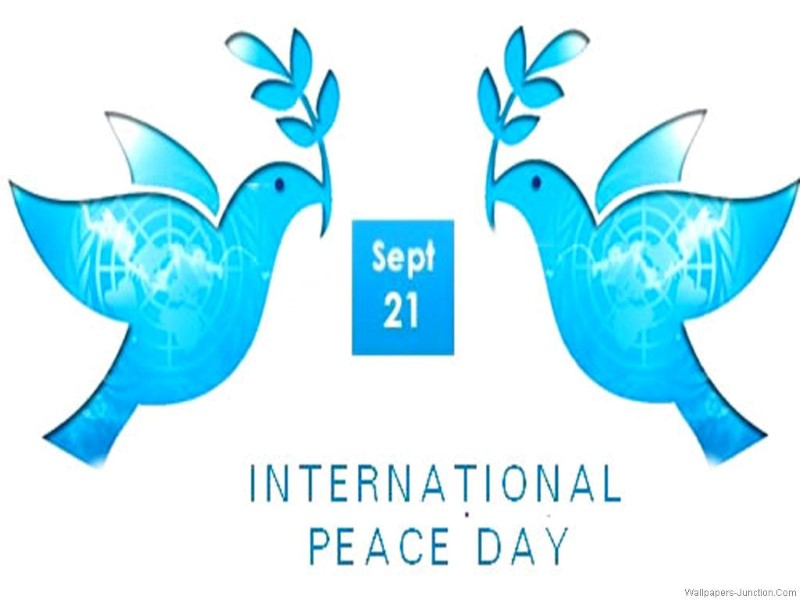 Sept
21
INTERNATIONAL
PEACE DAY
Wallpapers-Junction.Com